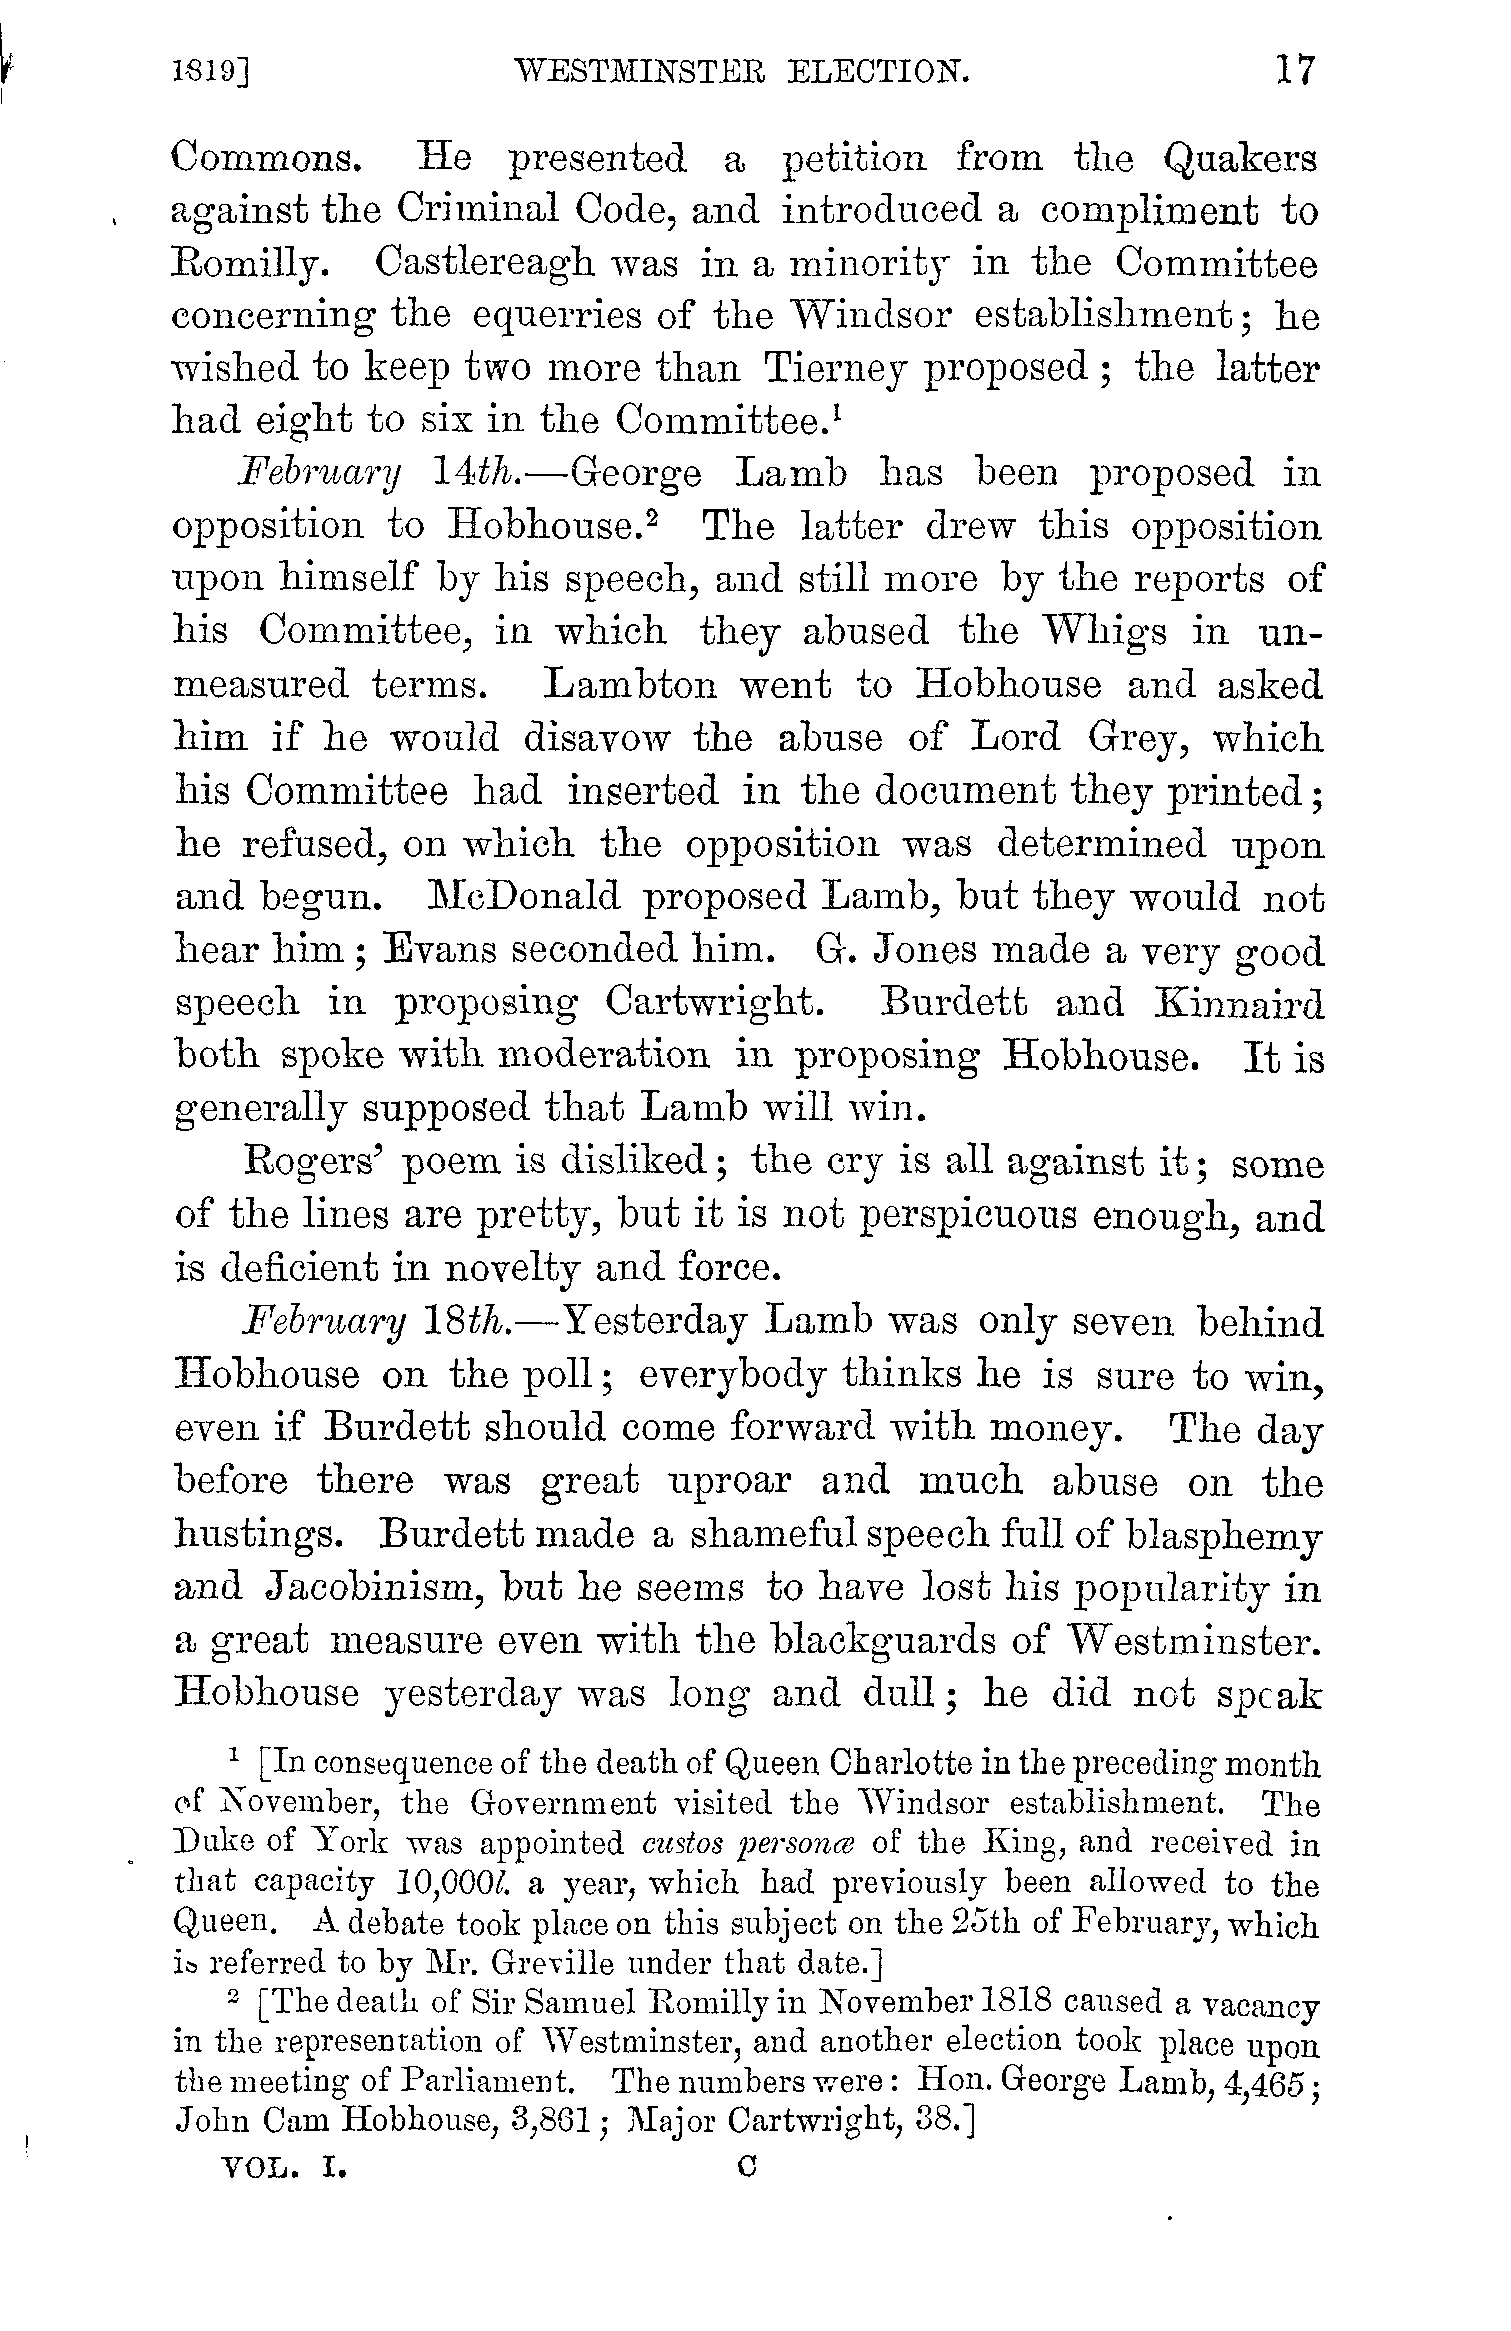 1819] WESTMINSTER ELECTION. 17
Commons. He presented a petition from the Quakers
against the Criminal Code, and introduced a compliment to
Romilly. Castlereagh was in a minority in the Committee
concerning the equerries of the Windsor establishment; he
wished to keep two more than Tierney proposed; the latter
had eight to six in the Committee.¹
February 14th.—George Lamb has been proposed in
opposition to Hobhouse.² The latter drew this opposition
upon himself by his speech, and still more by the reports of
his Committee, in which they abused the Whigs in un-
measured terms. Lambton went to Hobhouse and asked
him if he would disavow the abuse of Lord Grey, which
his Committee had inserted in the document they printed;
he refused, on which the opposition was determined upon
and begun. McDonald proposed Lamb, but they would not
hear him; Evans seconded him. G. Jones made a very good
speech in proposing Cartwright. Burdett and Kinnaird
both spoke with moderation in proposing Hobhouse. It is
generally supposed that Lamb will win.
Rogers' poem is disliked; the cry is all against it; some
of the lines are pretty, but it is not perspicuous enough, and
is deficient in novelty and force.
February 18th.—Yesterday Lamb was only seven behind
Hobhouse on the poll; everybody thinks he is sure to win,
even if Burdett should come forward with money. The day
before there was great uproar and much abuse on the
hustings. Burdett made a shameful speech full of blasphemy
and Jacobinism, but he seems to have lost his popularity in
a great measure even with the blackguards of Westminster.
Hobhouse yesterday was long and dull; he did not speak
¹ [In consequence of the death of Queen Charlotte in the preceding month
of November, the Government visited the Windsor establishment. The
Duke of York was appointed custos personæ of the King, and received in
that capacity 10,000l. a year, which had previously been allowed to the
Queen. A debate took place on this subject on the 25th of February, which
is referred to by Mr. Greville under that date.]
² [The death of Sir Samuel Romilly in November 1818 caused a vacancy
in the representation of Westminster, and another election took place upon
the meeting of Parliament. The numbers were: Hon. George Lamb, 4,465;
John Cam Hobhouse, 3,861; Major Cartwright, 38.]
VOL. I. C